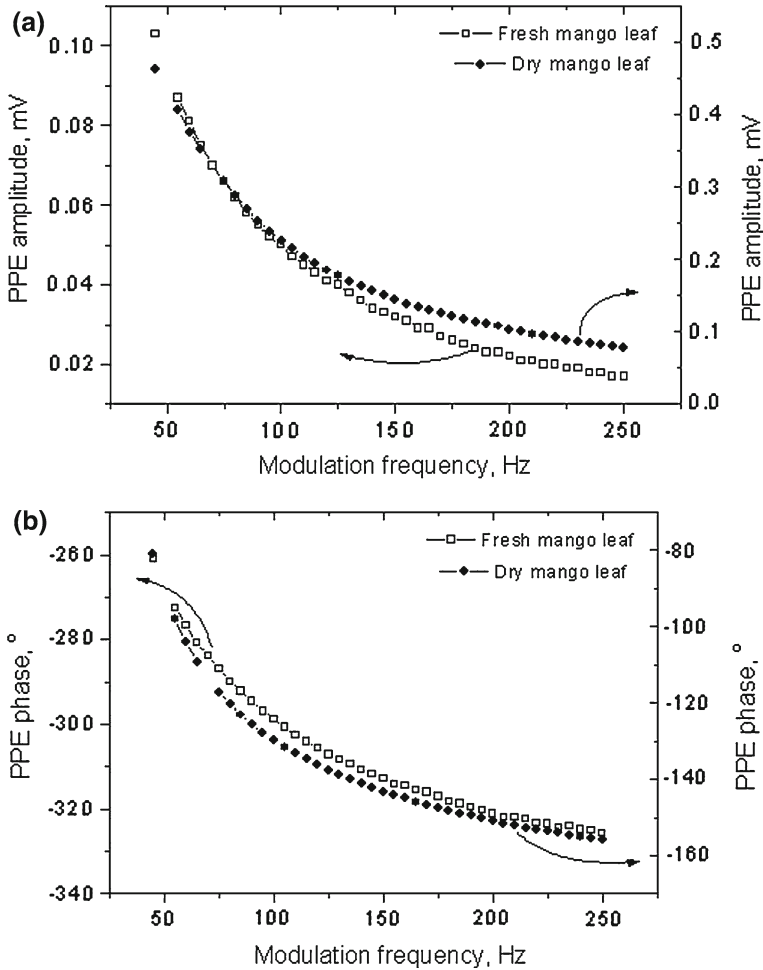 (a)
Fresh mango leaf
Dry mango leaf
PPE amplitude, mV
0.10
0.08
0.06
0.04
0.02
0.5
0.4
0.3
0.2
0.1
0.0
PPE amplitude, mV
50 100 150 200 250
Modulation frequency, Hz
(b)
Fresh mango leaf
Dry mango leaf
PPE phase, °
-260
-280
-300
-320
-340
-80
-100
-120
-140
-160
PPE phase, °
50 100 150 200 250
Modulation frequency, Hz